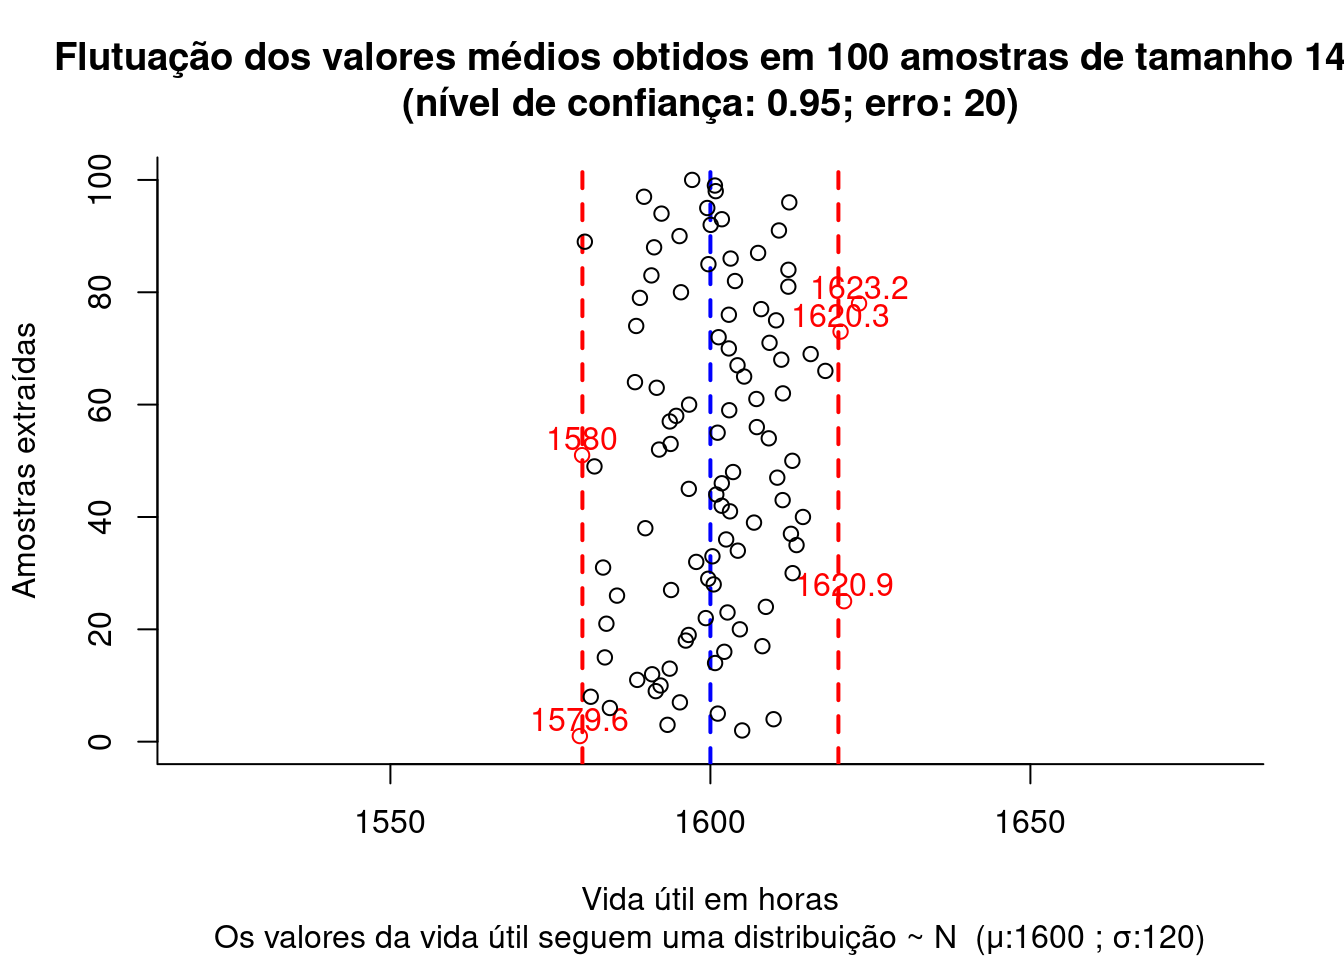 Flutuação dos valores médios obtidos em 100 amostras de tamanho 14
(nível de confiança: 0.95; erro: 20)
Amostras extraídas
100
80
60
40
20
0
1623.2
1620.3
1580
1620.9
1579.6
1550
1600
1650
Vida útil em horas
Os valores da vida útil seguem uma distribuição ~ N (μ:1600 ; σ:120)